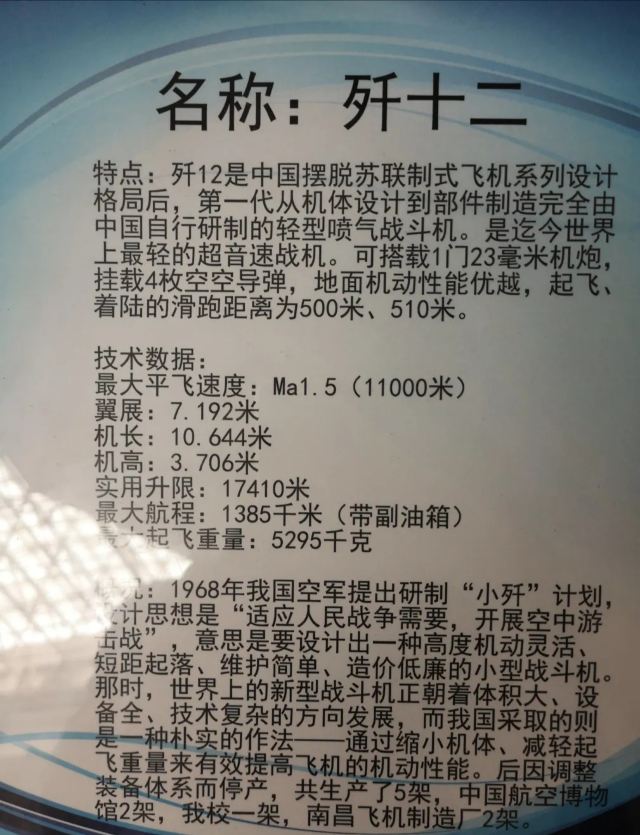 名称：歼十二
特点：歼12是中国摆脱苏联制式飞机系列设计
格局后，第一代从机体设计到部件制造完全由
中国自行研制的轻型喷气战斗机。是迄今世界
上最轻的超音速战机。可搭载1门23毫米机炮，
挂载4枚空空导弹，地面机动性能优越，起飞、
着陆的滑跑距离为500米、510米。
技术数据：
最大平飞速度：Ma1.5（11000米）
翼展：7.192米
机长：10.644米
机高：3.706米
实用升限：17410米
最大航程：1385千米（带副油箱）
最大起飞重量：5295千克
概况：1968年我国空军提出研制“小歼”计划，
设计思想是“适应人民战争需要，开展空中游
击战”，意思是要设计出一种高度机动灵活、
短距起落、维护简单、造价低廉的小型战斗机。
那时，世界上的新型战斗机正朝着体积大、设
备全、技术复杂的方向发展，而我国采取的则
是一种朴实的作法——通过缩小机体、减轻起
飞重量来有效提高飞机的机动性能。后因调整
装备体系而停产，共生产了5架，中国航空博物
馆2架，我校一架，南昌飞机制造厂2架。